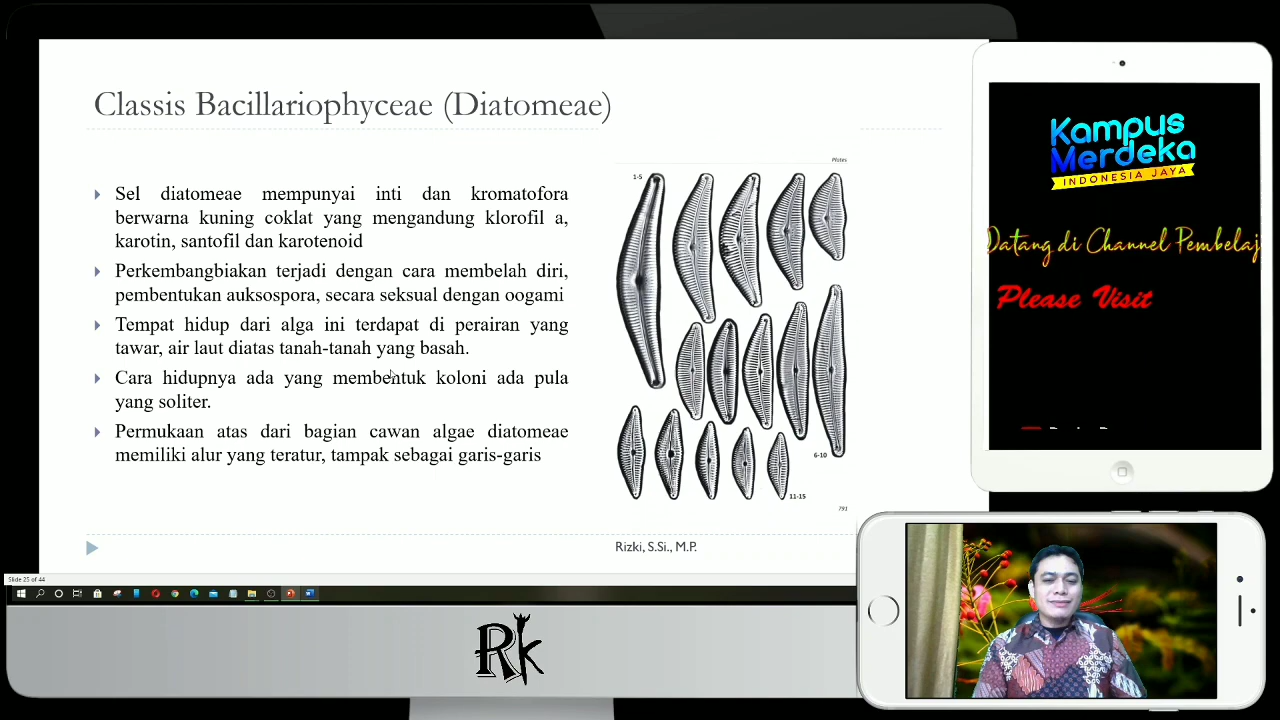 Classis Bacillariophyceae (Diatomeae)
Sel diatomeae mempunyai inti dan kromatofora
berwarna kuning coklat yang mengandung klorofil a,
karotin, santofil dan karotenoid
Perkembangbiakan terjadi dengan cara membelah diri,
pembentukan auksospora, secara seksual dengan oogami
Tempat hidup dari alga ini terdapat di perairan yang
tawar, air laut diatas tanah-tanah yang basah.
Cara hidupnya ada yang membentuk koloni ada pula
yang soliter.
Permukaan atas dari bagian cawan algae diatomeae
memiliki alur yang teratur, tampak sebagai garis-garis
Plates
1-5
6-10
11-15
791
Rizki, S.Si., M.P.
Slide 25 of 44
Rk
Kampus
Merdeka
INDONESIA JAYA
Datang di Channel Pembelaj
Please Visit